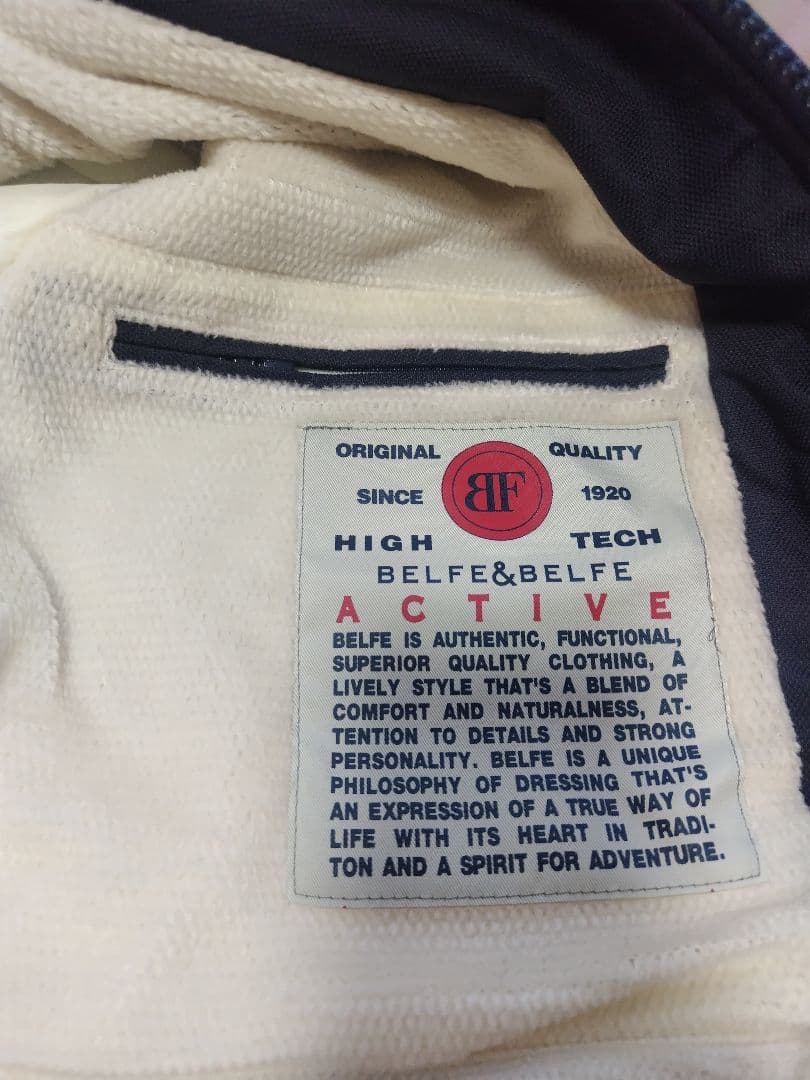 ORIGINAL QUALITY
SINCE BF 1920
HIGH TECH
BELFE&BELFE
ACTIVE
BELFE IS AUTHENTIC, FUNCTIONAL,
SUPERIOR QUALITY CLOTHING, A
LIVELY STYLE THAT'S A BLEND OF
COMFORT AND NATURALNESS, AT-
TENTION TO DETAILS AND STRONG
PERSONALITY. BELFE IS A UNIQUE
PHILOSOPHY OF DRESSING THAT'S
AN EXPRESSION OF A TRUE WAY OF
LIFE WITH ITS HEART IN TRADI-
TON AND A SPIRIT FOR ADVENTURE.